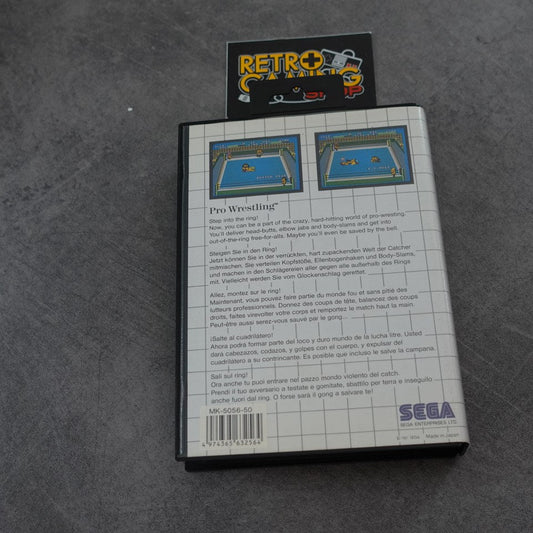 RETRO
GAMING
Pro Wrestling™
Step into the ring!
Now, you can be a part of the crazy, hard-hitting world of pro-wrestling.
You'll deliver head-butts, elbow jabs and body-slams and get into
out-of-the-ring free-for-alls. Maybe you'll even be saved by the bell.
Steigen Sie in den Ring!
Jetzt können Sie in der verrückten, hart zupackenden Welt der Catcher
mitmachen. Sie verteilen Kopfstöße, Ellenbogenhaken und Body-Slams,
und machen in den Schlägereien aller gegen alle außerhalb des Rings
mit. Vielleicht werden Sie vom Glockenschlag gerettet.
Allez, montez sur le ring!
Maintenant, vous pouvez faire partie du monde fou et sans pitié des
lutteurs professionnels. Donnez des coups de tête, balancez des coups
droits, faites virevolter votre corps et remportez le match haut la main.
Peut-être aussi serez-vous sauvé par le gong...
¡Salte al cuadrilátero!
Ahora podrá formar parte del loco y duro mundo de la lucha libre. Usted
dará cabezazos, codazos, y golpes con el cuerpo, y expulsar del
cuadrilátero a su contrincante. Es posible que incluso le salve la campana.
Sali sul ring!
Ora anche tu puoi entrare nel pazzo mondo violento del catch.
Prendi il tuo avversario a testate e gomitate, sbattilo per terra e inseguilo
anche fuori dal ring. O forse sarà il gong a salvare te!
MK-5056-50
4 974365 632564
SEGA
SEGA ENTERPRISES LTD.
Made in Japan